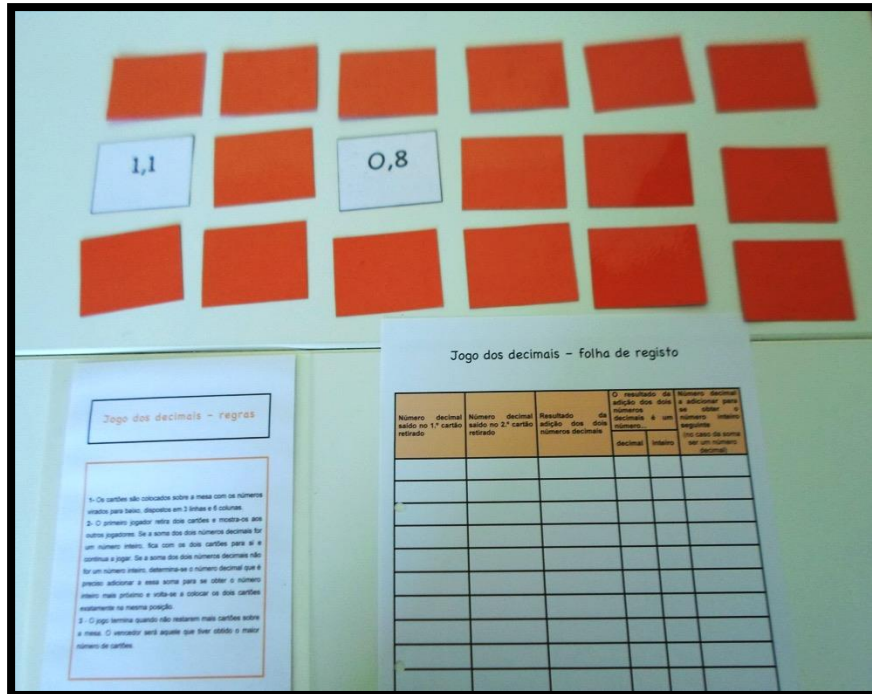 1,1
0,8
Jogo dos decimais - regras
1- Os cartões são colocados sobre a mesa com os números
virados para baixo, dispostos em 3 linhas e 6 colunas.
2- O primeiro jogador retira dois cartões e mostra-os aos
outros jogadores. Se a soma dos dois números decimais for
um número inteiro, fica com os dois cartões para si e
continua a jogar. Se a soma dos dois números decimais não
for um número inteiro, determina-se o número decimal que é
preciso adicionar a essa soma para se obter o número
inteiro mais próximo e volta-se a colocar os dois cartões
exatamente na mesma posição.
3 - O jogo termina quando não restarem mais cartões sobre
a mesa. O vencedor será aquele que tiver obtido o maior
número de cartões.
Jogo dos decimais - folha de registo
Número decimal
saído no 1.º cartão
retirado
Número decimal
saído no 2.º cartão
retirado
Resultado da
adição dos dois
números decimais
O resultado da
adição dos dois
números
decimais é um
número...
decimal
inteiro
Número decimal
a adicionar para
se obter o
número inteiro
seguinte
(no caso da soma
ser um número
decimal)